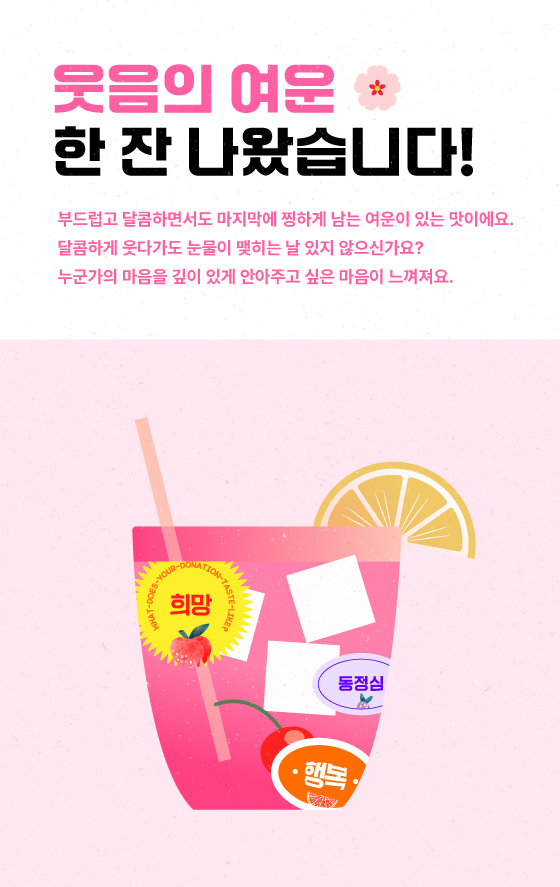 웃음의 여운
한 잔 나왔습니다!
부드럽고 달콤하면서도 마지막에 찡하게 남는 여운이 있는 맛이에요.
달콤하게 웃다가도 눈물이 맺히는 날 있지 않으신가요?
누군가의 마음을 깊이 있게 안아주고 싶은 마음이 느껴져요.
WHAT-DOES-YOUR-DONATION-TASTE-LIKE?
희망
동정심
행복